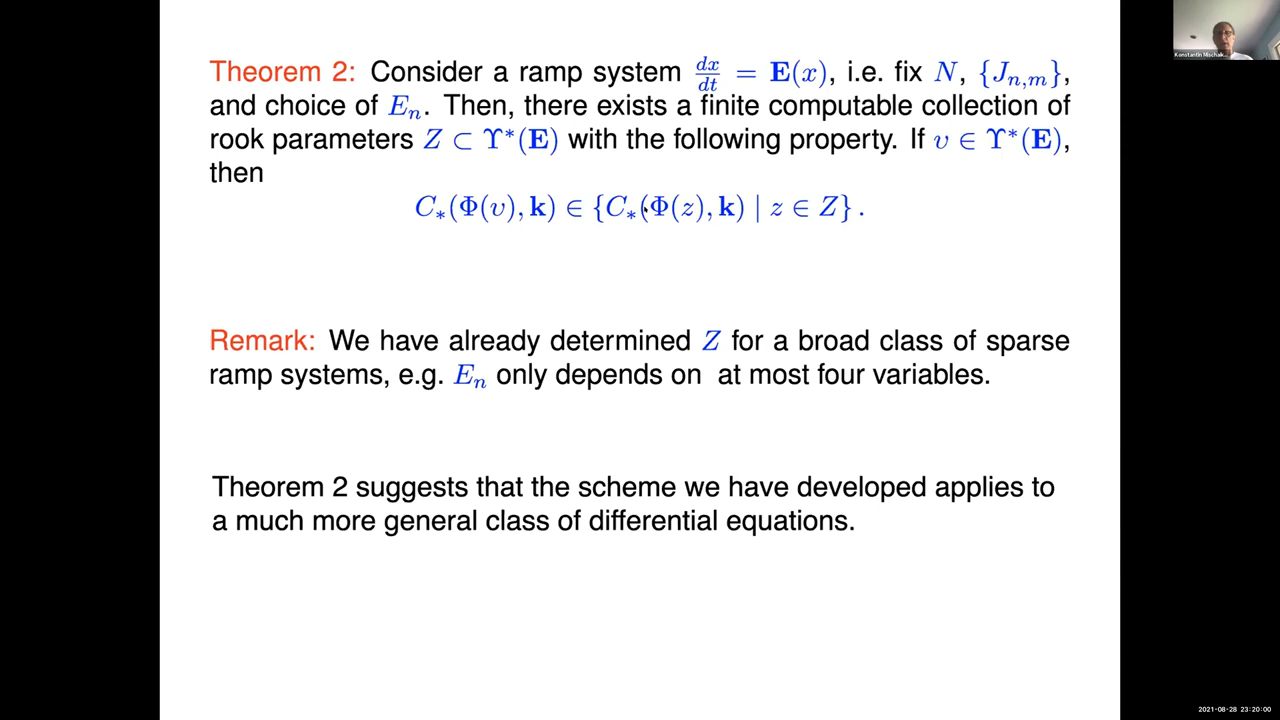 Theorem 2: Consider a ramp system dx/dt = E(x), i.e. fix N, {J_{n,m}},
and choice of E_n. Then, there exists a finite computable collection of
rook parameters Z ⊂ ϒ*(E) with the following property. If υ ∈ ϒ*(E),
then
C_*(Φ(υ), k) ∈ {C_*(Φ(z), k) | z ∈ Z} .
Remark: We have already determined Z for a broad class of sparse
ramp systems, e.g. E_n only depends on at most four variables.
Theorem 2 suggests that the scheme we have developed applies to
a much more general class of differential equations.
Konstantin Mischaik
2021-08-28 23:20:00